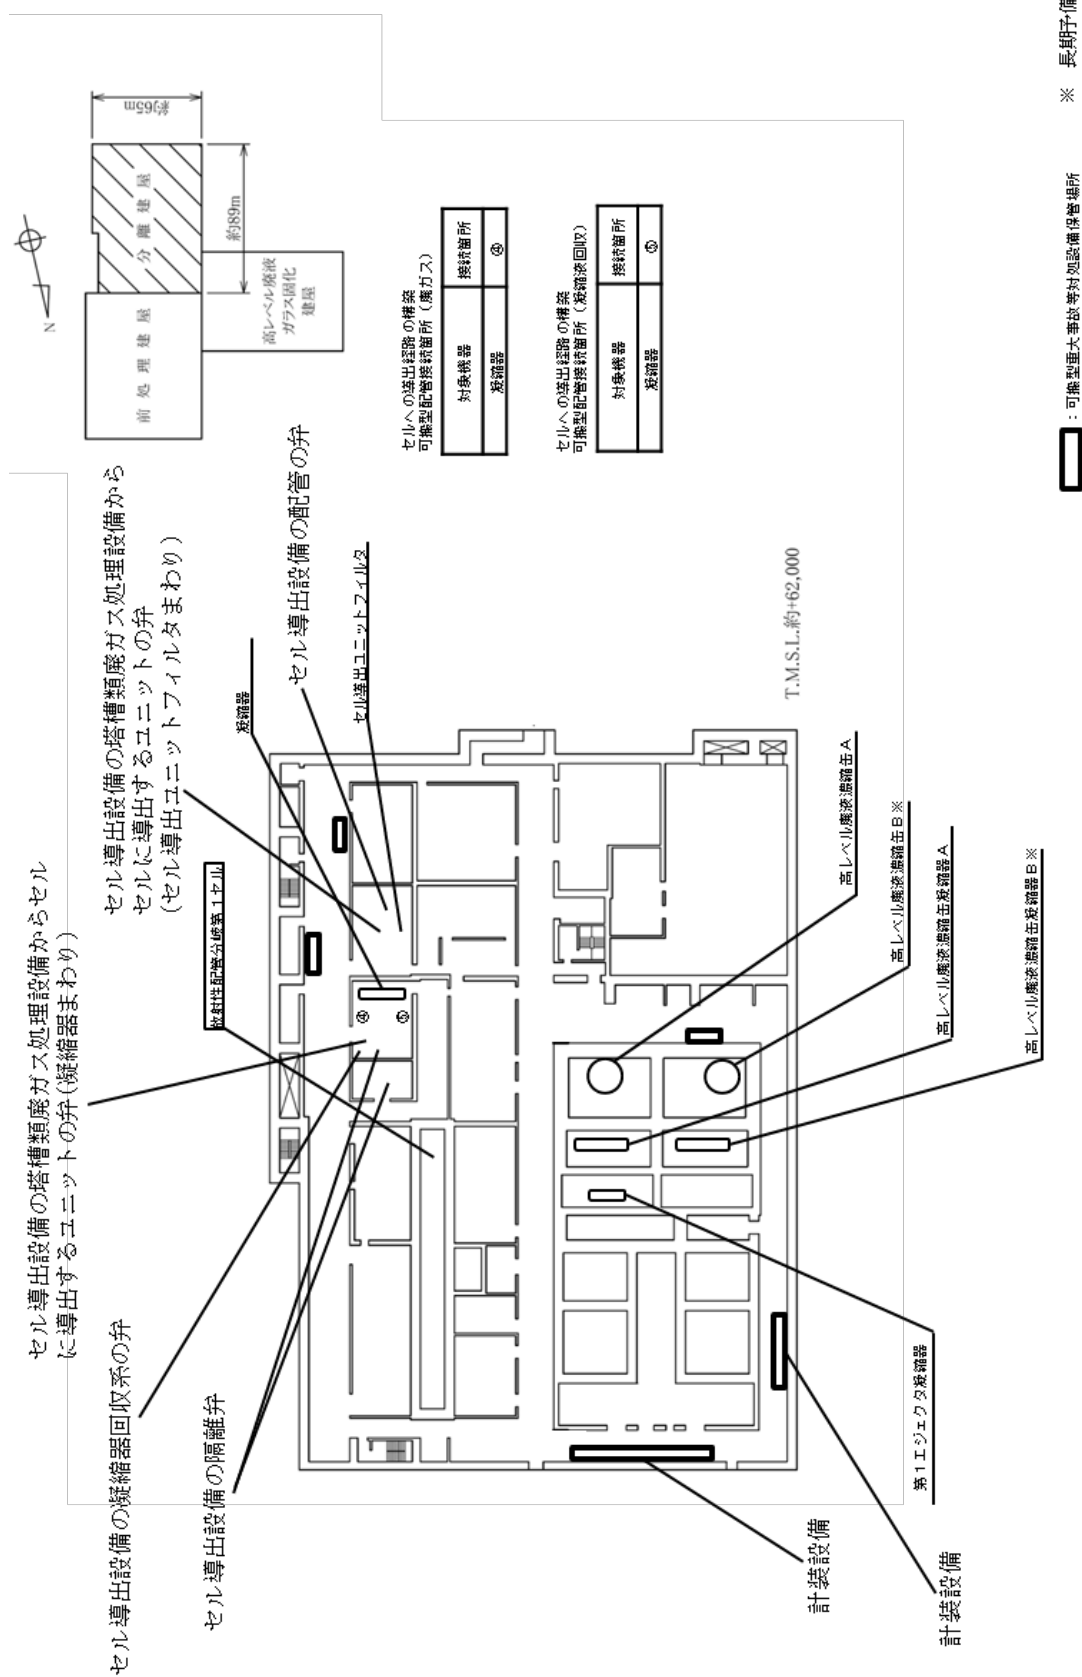 N
前処理建屋
分離建屋
高レベル廃液
ガラス固化
建屋
約89m
約65m
セル導出設備の塔槽類廃ガス処理設備からセル
に導出するユニットの弁(凝縮器まわり)
セル導出設備の塔槽類廃ガス処理設備から
セルに導出するユニットの弁
(セル導出ユニットフィルタまわり)
放射性配管分岐第1セル
凝縮器
セル導出設備の配管の弁
セル導出ユニットフィルタ
セル導出設備の凝縮器回収系の弁
セル導出設備の隔離弁
④
⑤
セルへの導出経路の構築
可搬型配管接続箇所(廃ガス)
対象機器 接続箇所
凝縮器 ④
セルへの導出経路の構築
可搬型配管接続箇所(凝縮液回収)
対象機器 接続箇所
凝縮器 ⑤
T.M.S.L.約+62,000
高レベル廃液濃縮缶A
高レベル廃液濃縮缶B※
高レベル廃液濃縮缶凝縮器A
高レベル廃液濃縮缶凝縮器B※
第1エジェクタ凝縮器
計装設備
計装設備
:可搬型重大事故等対処設備保管場所
※ 長期予備